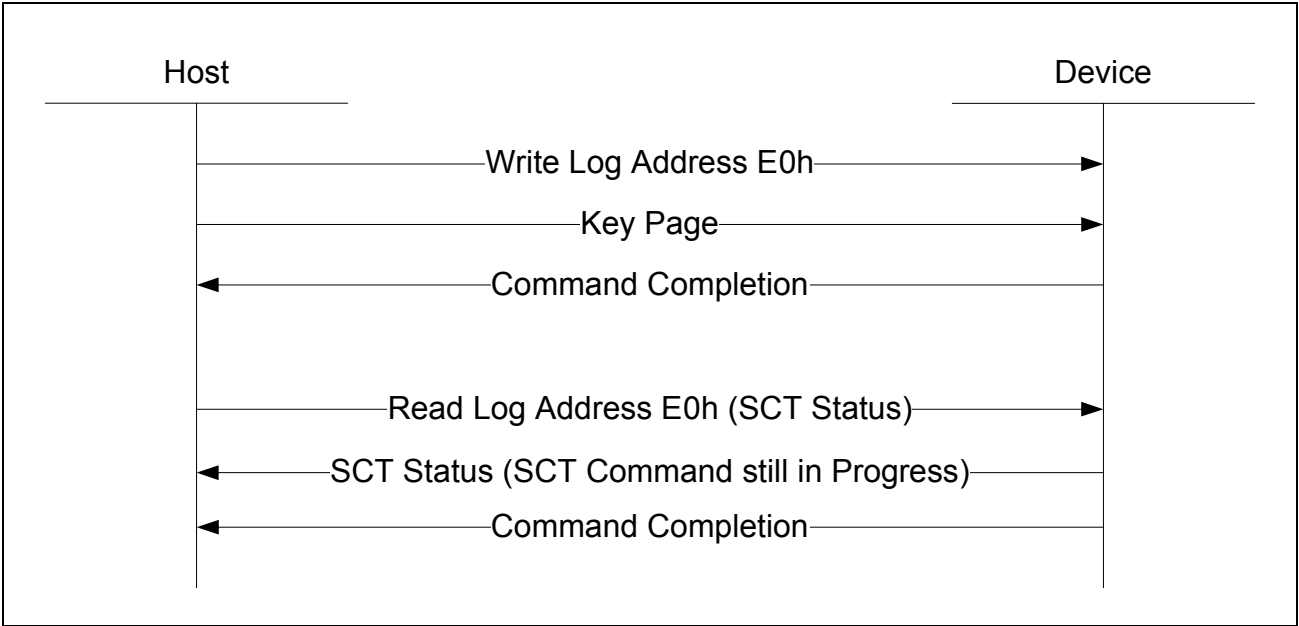 Host
Device
Write Log Address E0h
Key Page
Command Completion
Read Log Address E0h (SCT Status)
SCT Status (SCT Command still in Progress)
Command Completion